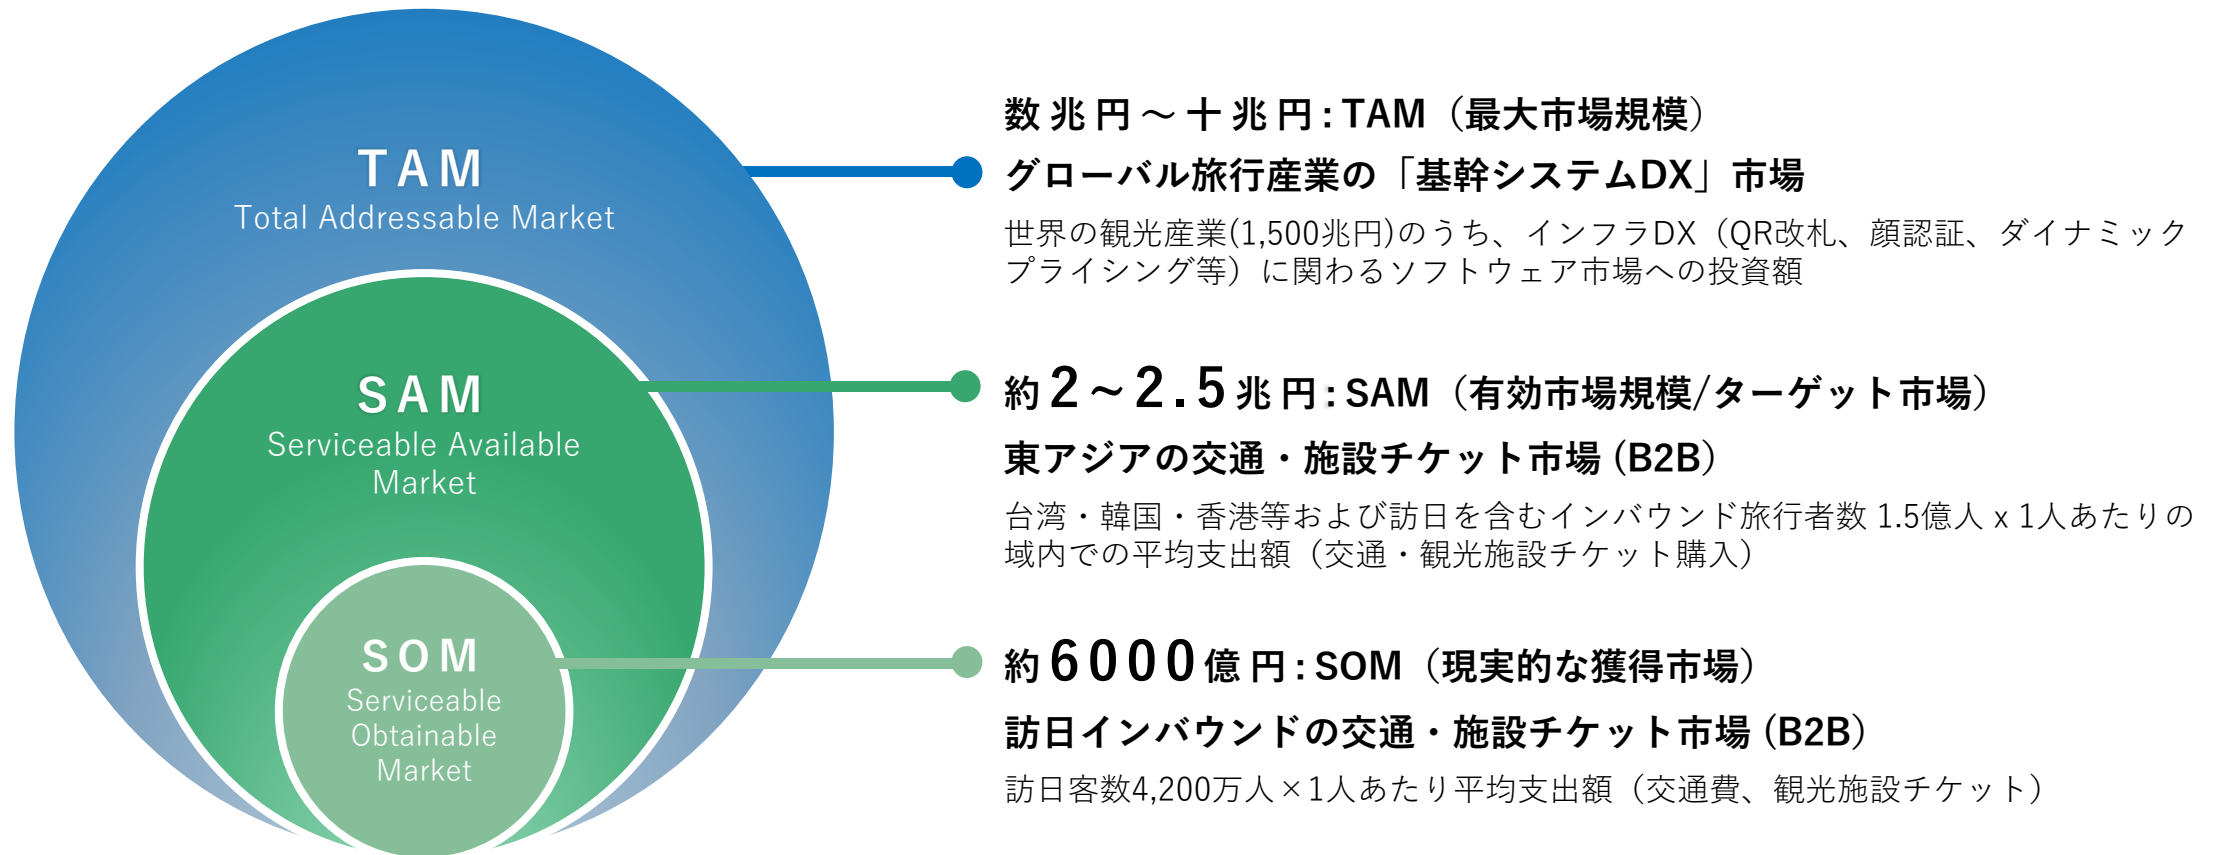 TAM
Total Addressable Market
SAM
Serviceable Available
Market
SOM
Serviceable
Obtainable
Market
数兆円～十兆円:TAM（最大市場規模）
グローバル旅行産業の「基幹システムDX」市場
世界の観光産業(1,500兆円)のうち、インフラDX（QR改札、顔認証、ダイナミック
プライシング等）に関わるソフトウェア市場への投資額
約2~2.5兆円:SAM（有効市場規模/ターゲット市場）
東アジアの交通・施設チケット市場 (B2B）
台湾・韓国・香港等および訪日を含むインバウンド旅行者数 1.5億人 x 1人あたりの
域内での平均支出額（交通・観光施設チケット購入）
約6000億円:SOM（現実的な獲得市場）
訪日インバウンドの交通・施設チケット市場 (B2B）
訪日客数4,200万人×1人あたり平均支出額（交通費、観光施設チケット）